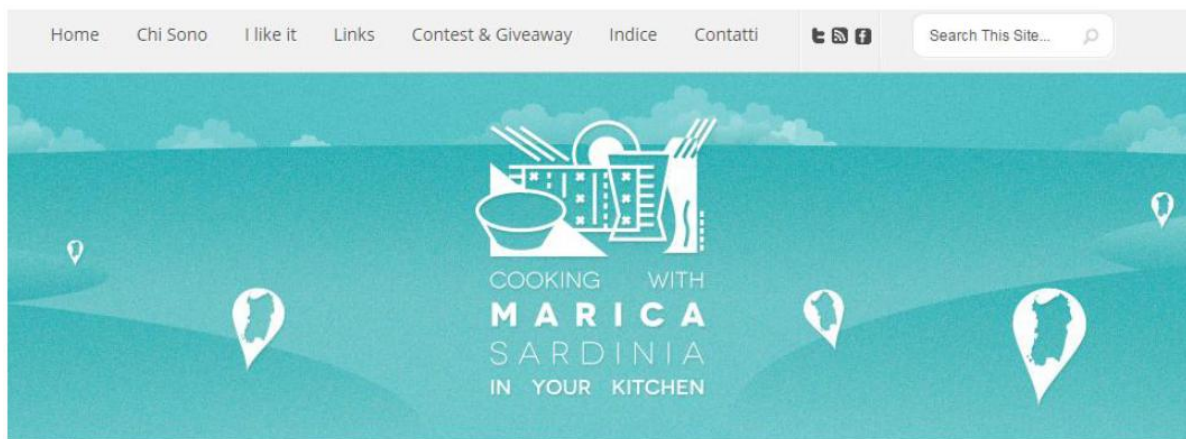 Home Chi Sono I like it Links Contest & Giveaway Indice Contatti Search This Site...
COOKING WITH
MARICA
SARDINIA
IN YOUR KITCHEN